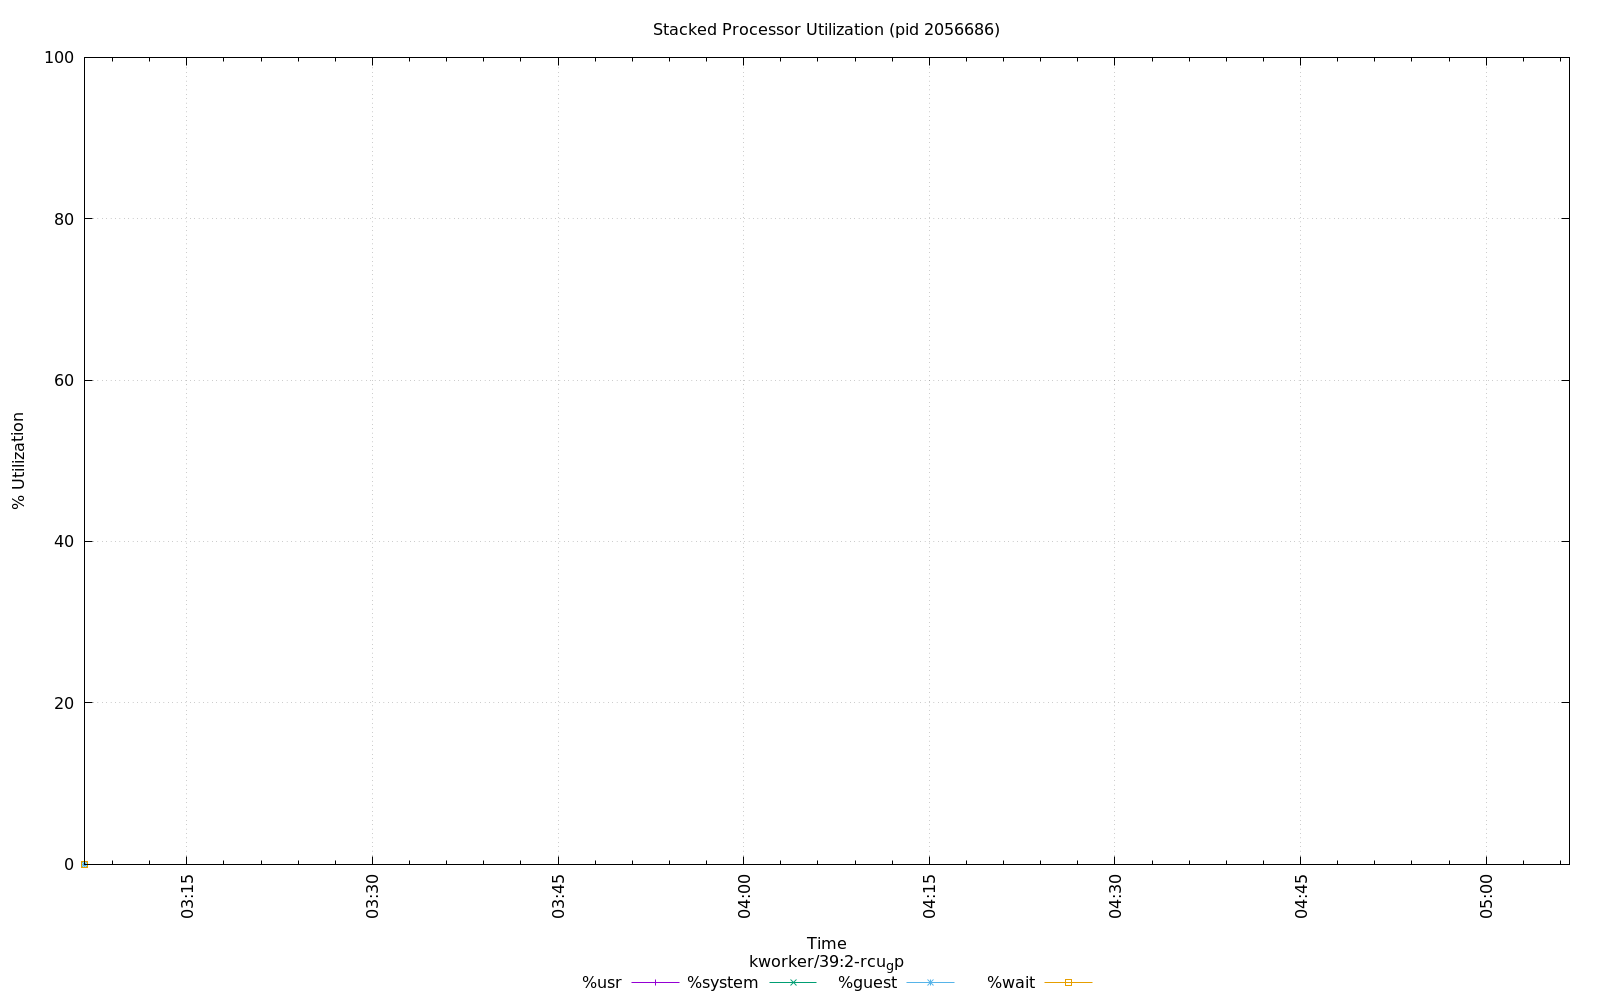 Stacked Processor Utilization (pid 2056686)
100
80
60
40
20
0
% Utilization
03:15
03:30
03:45
04:00
04:15
04:30
04:45
05:00
Time
kworker/39:2-rcugp
%usr %system %guest %wait